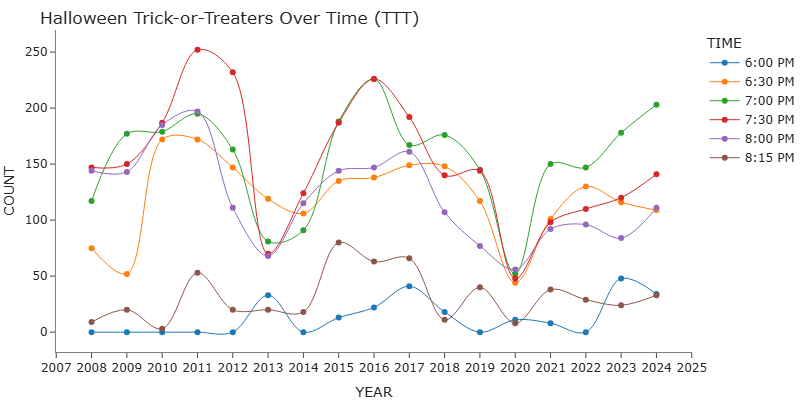 Halloween Trick-or-Treaters Over Time (TTT)
TIME
6:00 PM
6:30 PM
7:00 PM
7:30 PM
8:00 PM
8:15 PM
COUNT
250
200
150
100
50
0
2007 2008 2009 2010 2011 2012 2013 2014 2015 2016 2017 2018 2019 2020 2021 2022 2023 2024 2025
YEAR